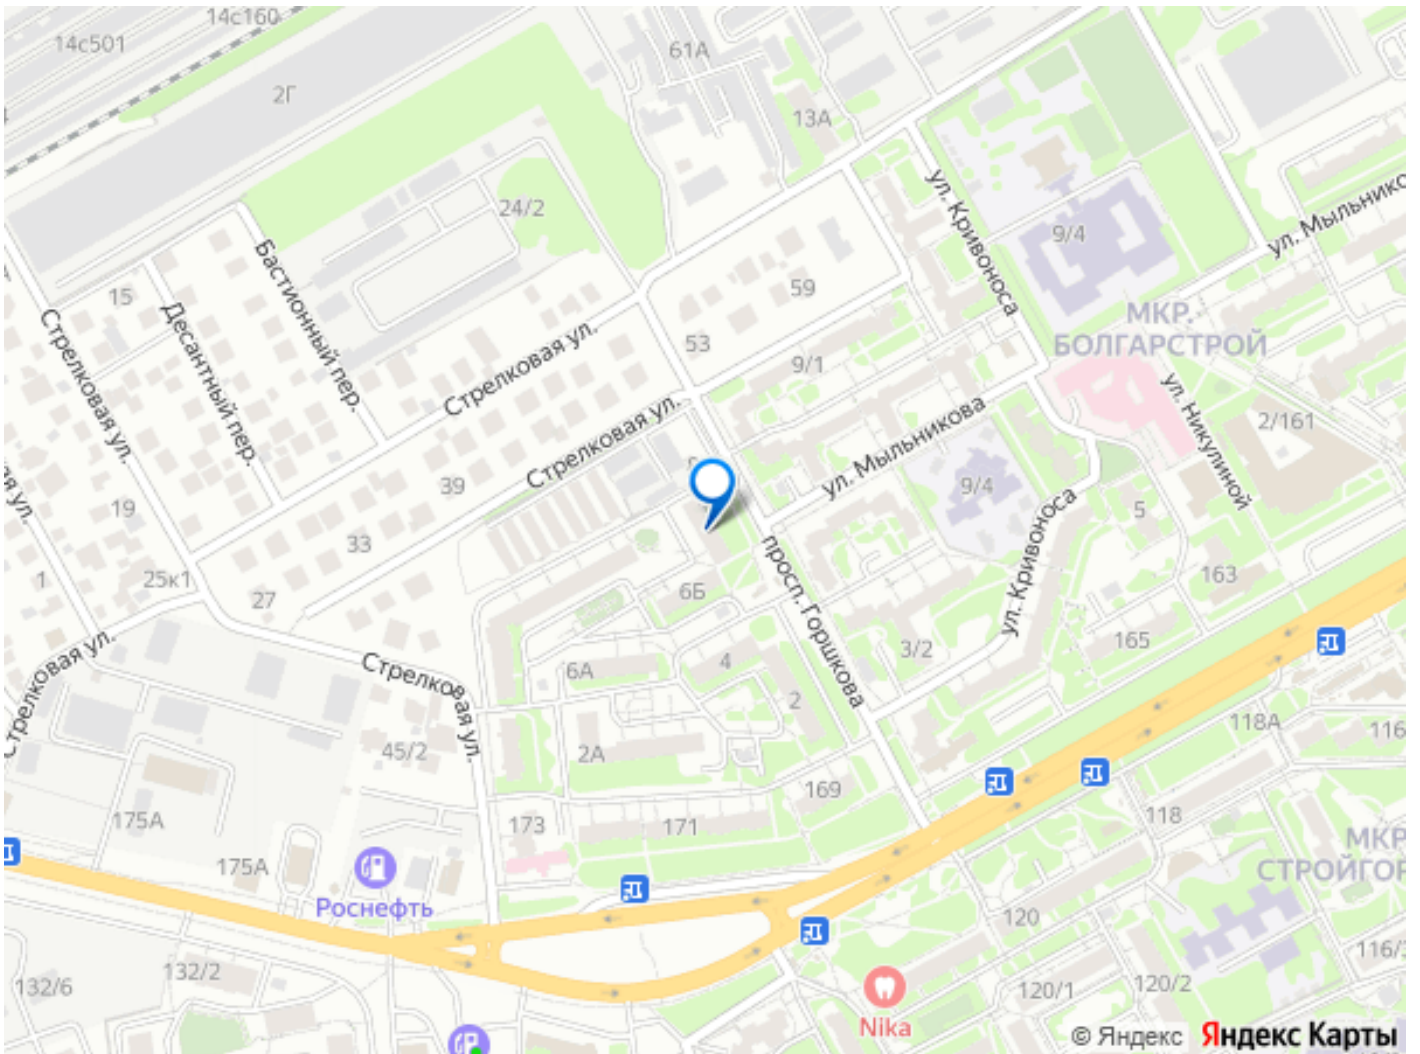 14с160
14с501
61А
2Г
13А
24/2
ул. Кривоноса
9/4
ул. Мыльнико
Бастионный пер.
15
59
Десантный пер.
Стрелковая ул.
МКР.
БОЛГАРСТРОЙ
53
9/1
Стрелковая ул.
ул. Никулиной
2/161
Стрелковая ул.
ул. Мыльникова
39
9/4
19
5
33
просп. Горшкова
ул. Кривоноса
1
25к1
27
6Б
163
165
3/2
Стрелковая ул.
Стрелковая ул.
6А
4
2
118А
116
45/2
2А
169
118
175А
173
171
МКР
СТРОЙГОР
175А
Роснефть
120
132/2
116/3
132/6
120/1
120/2
Nika
© Яндекс Яндекс Карты